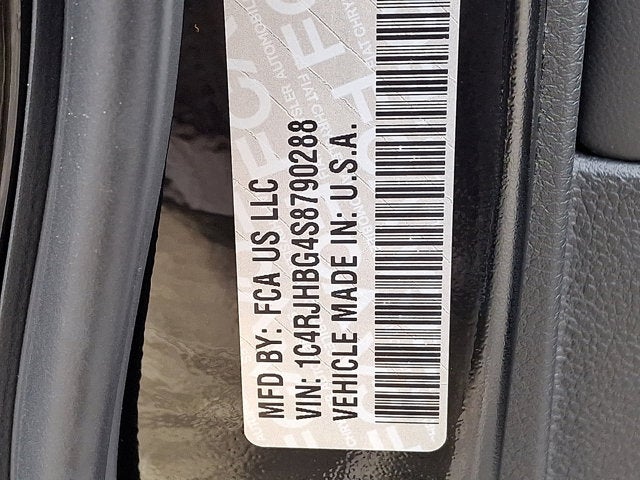 MFD BY: FCA US LLC
VIN: 1C4RJHBG4S8790288
VEHICLE MADE IN: U.S.A.